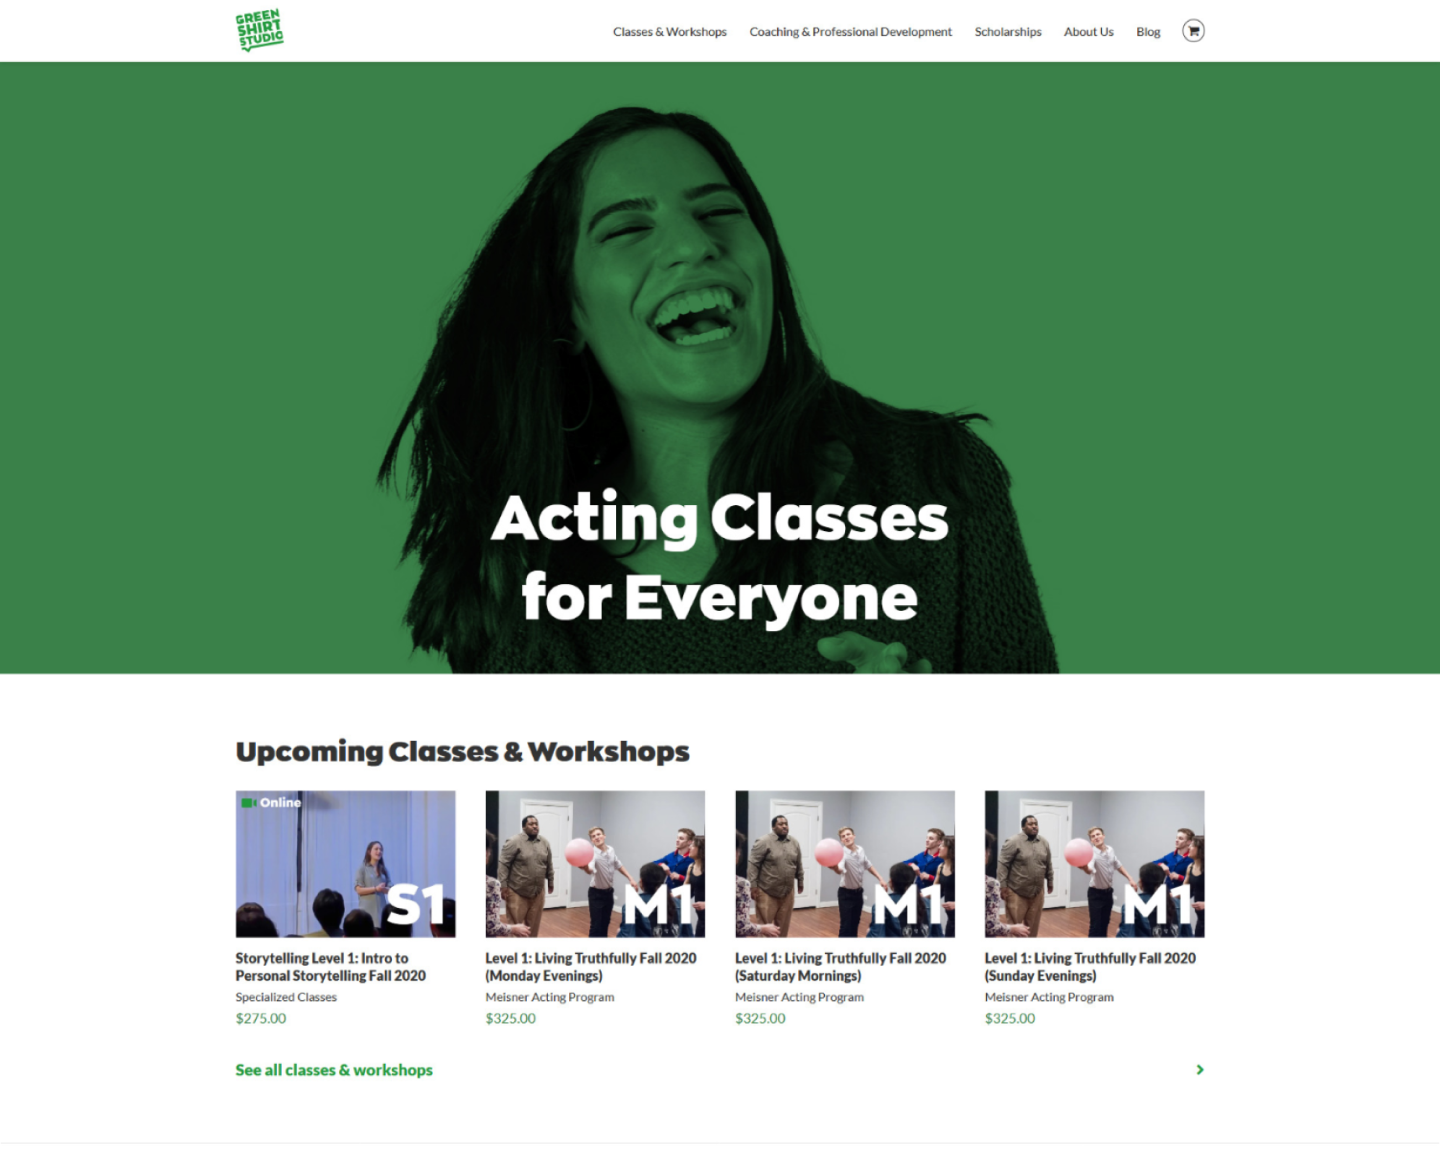 GREEN
SHIRT
STUDIO
Classes & Workshops
Coaching & Professional Development
Scholarships
About Us
Blog
Acting Classes
for Everyone
Upcoming Classes & Workshops
Online
S1
Storytelling Level 1: Intro to
Personal Storytelling Fall 2020
Specialized Classes
$275.00
M1
Level 1: Living Truthfully Fall 2020
(Monday Evenings)
Meisner Acting Program
$325.00
M1
Level 1: Living Truthfully Fall 2020
(Saturday Mornings)
Meisner Acting Program
$325.00
M1
Level 1: Living Truthfully Fall 2020
(Sunday Evenings)
Meisner Acting Program
$325.00
See all classes & workshops